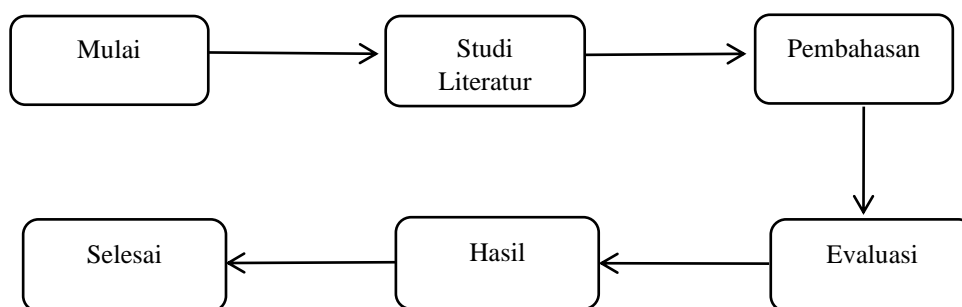 Mulai
Studi
Literatur
Pembahasan
Evaluasi
Hasil
Selesai